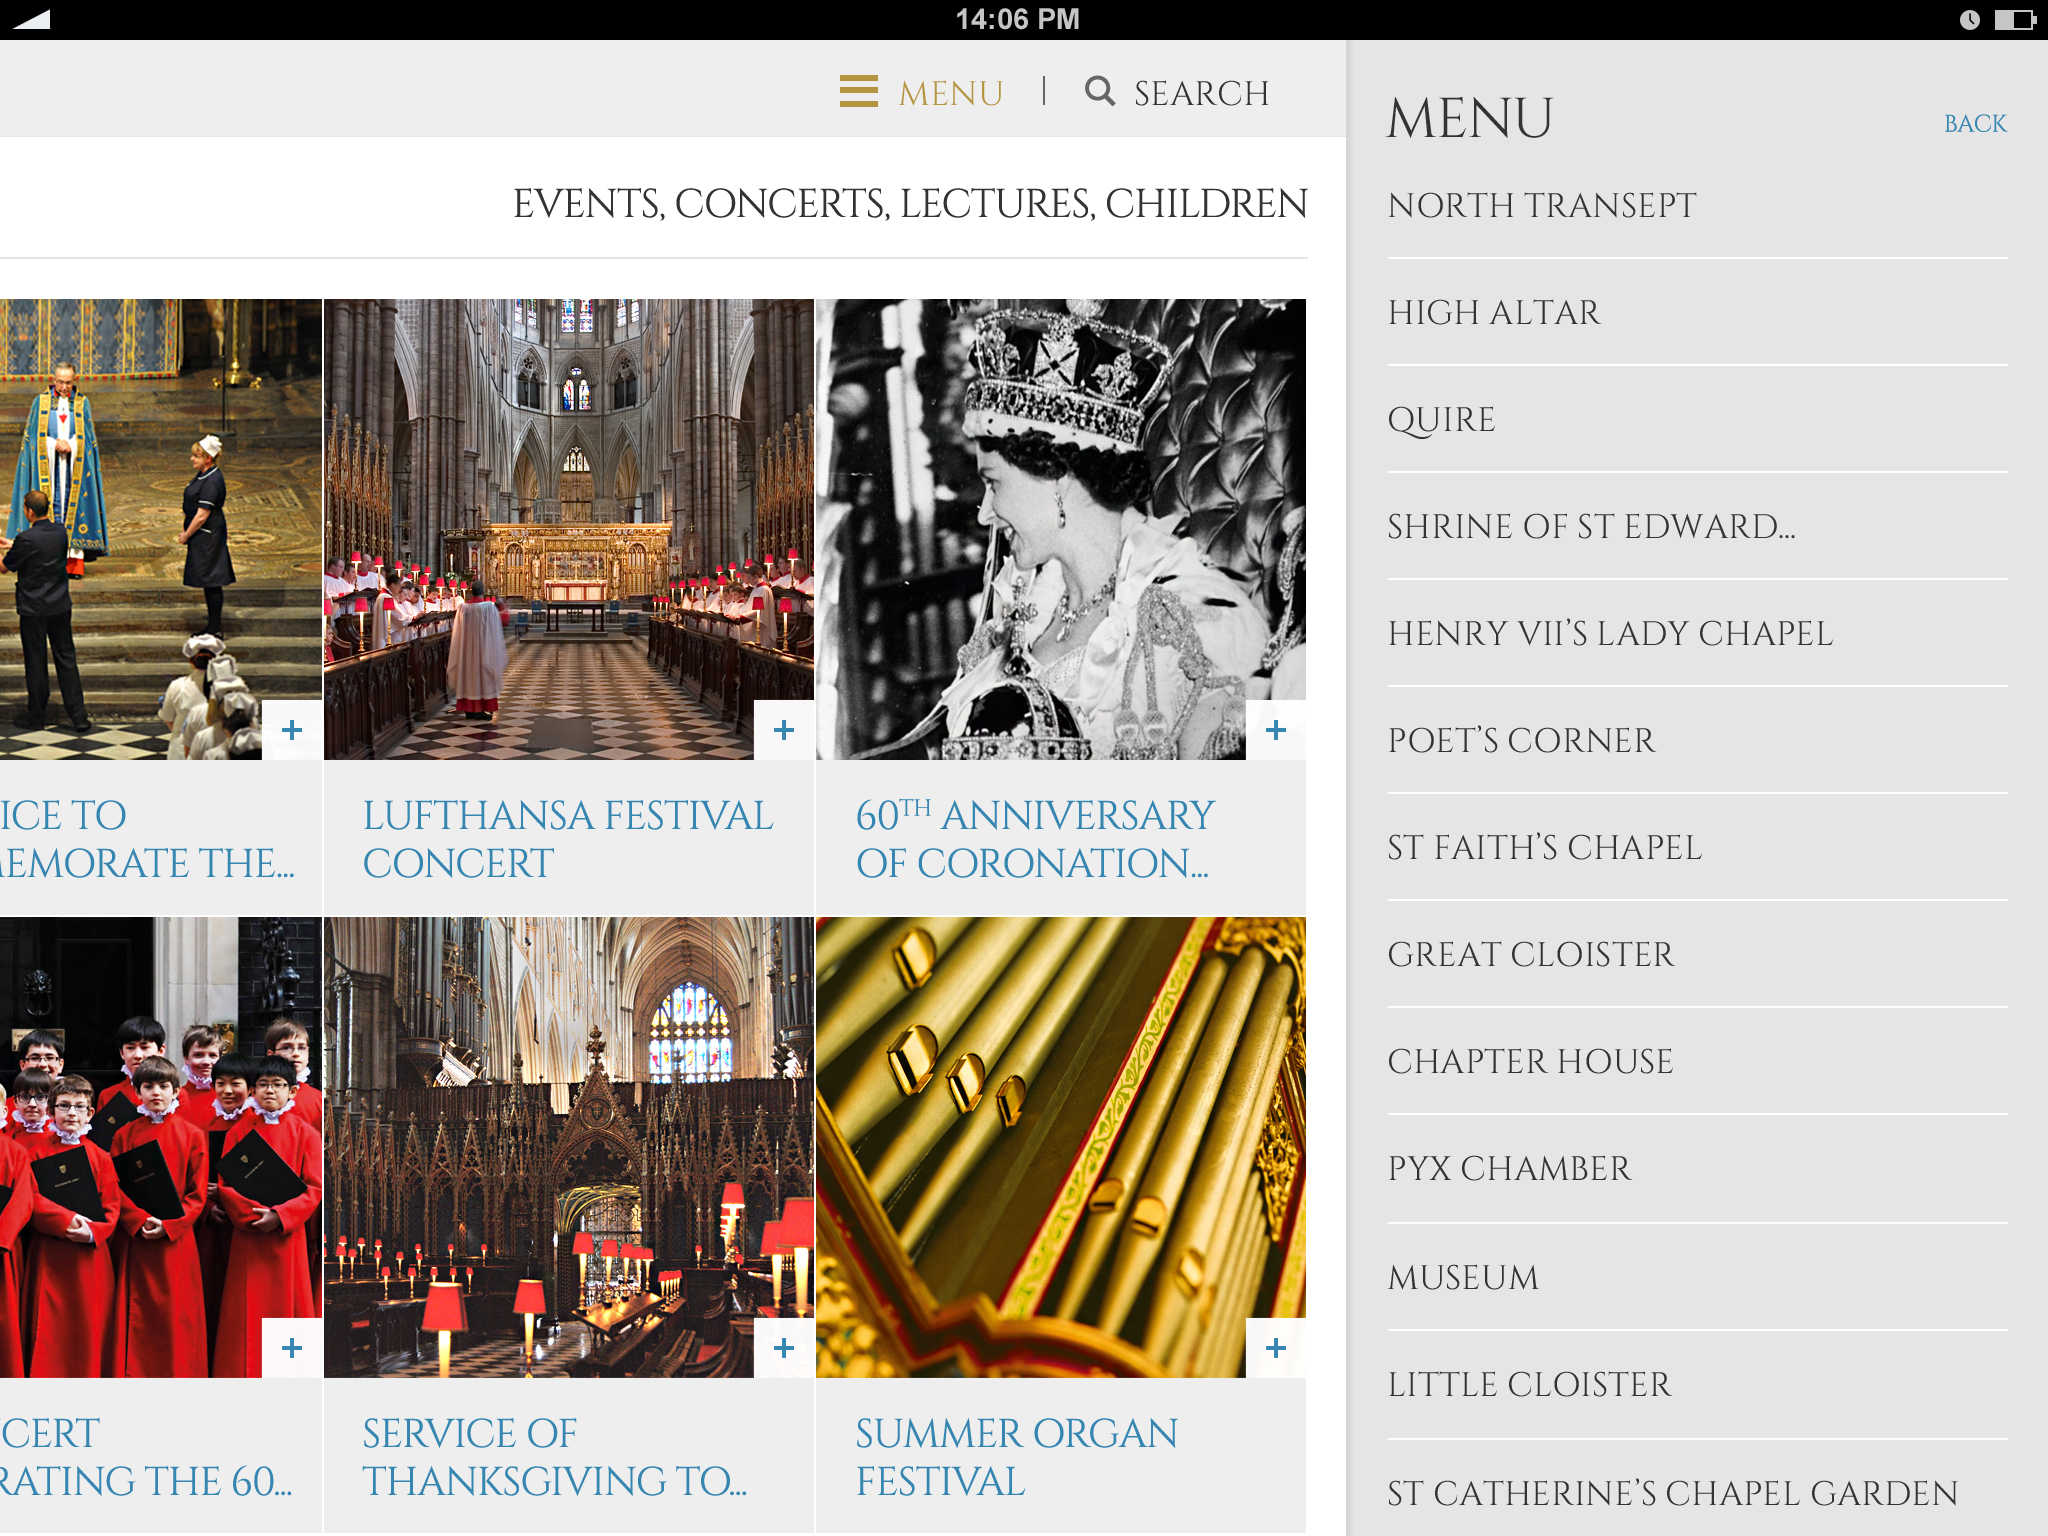 14:06 PM
MENU | SEARCH
EVENTS, CONCERTS, LECTURES, CHILDREN
ICE TO
EMORATE THE...
LUFTHANSA FESTIVAL
CONCERT
60TH ANNIVERSARY
OF CORONATION...
CERT
RATING THE 60...
SERVICE OF
THANKSGIVING TO...
SUMMER ORGAN
FESTIVAL
MENU
BACK
NORTH TRANSEPT
HIGH ALTAR
QUIRE
SHRINE OF ST EDWARD...
HENRY VII’S LADY CHAPEL
POET’S CORNER
ST FAITH’S CHAPEL
GREAT CLOISTER
CHAPTER HOUSE
PYX CHAMBER
MUSEUM
LITTLE CLOISTER
ST CATHERINE’S CHAPEL GARDEN